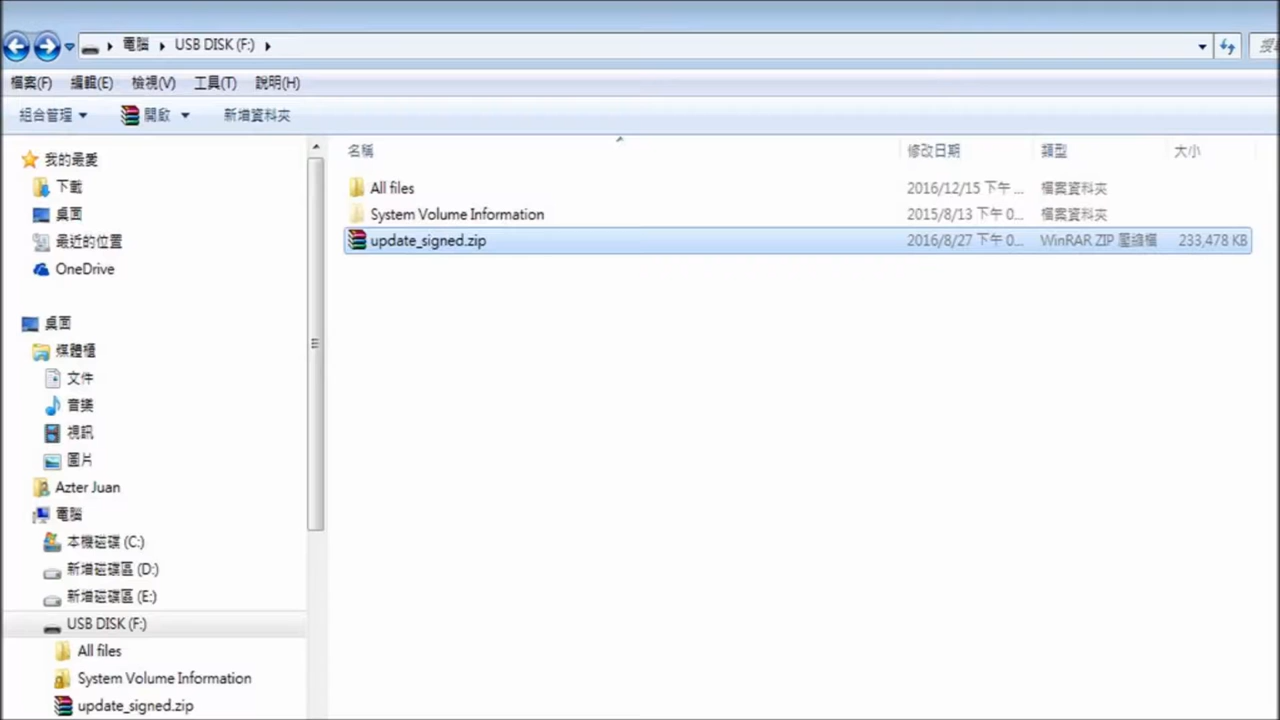 電腦 USB DISK (F:)
檔案(F) 編輯(E) 檢視(V) 工具(T) 說明(H)
組合管理 開啟 新增資料夾
名稱 修改日期 類型 大小
All files 2016/12/15 下午 ... 檔案資料夾
System Volume Information 2015/8/13 下午 0... 檔案資料夾
update_signed.zip 2016/8/27 下午 0... WinRAR ZIP 壓縮檔 233,478 KB
我的最愛
下載
桌面
最近的位置
OneDrive
桌面
媒體櫃
文件
音樂
視訊
圖片
Azter Juan
電腦
本機磁碟 (C:)
新增磁碟區 (D:)
新增磁碟區 (E:)
USB DISK (F:)
All files
System Volume Information
update_signed.zip